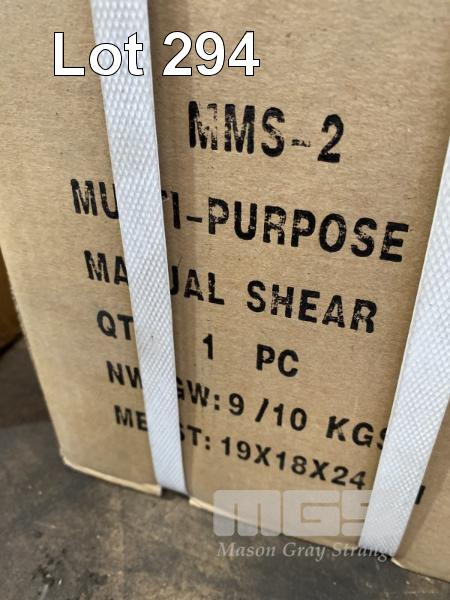 Lot 294
MMS-2
MU TI-PURPOSE
MA UAL SHEAR
QT 1 PC
NW GW: 9 /10 KGS
ME ST: 19X18X24
MGS
Mason Gray Strange